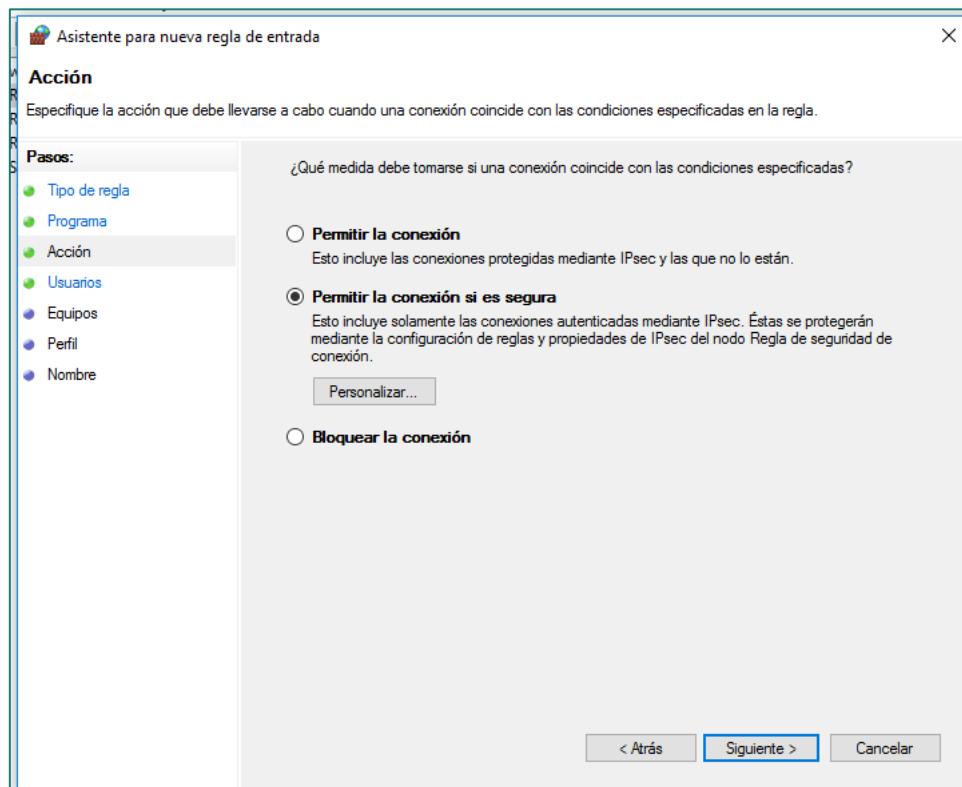 Asistente para nueva regla de entrada
Acción
Especifique la acción que debe llevarse a cabo cuando una conexión coincide con las condiciones especificadas en la regla.
Pasos:
Tipo de regla
Programa
Acción
Usuarios
Equipos
Perfil
Nombre
¿Qué medida debe tomarse si una conexión coincide con las condiciones especificadas?
Permitir la conexión
Esto incluye las conexiones protegidas mediante IPsec y las que no lo están.
Permitir la conexión si es segura
Esto incluye solamente las conexiones autenticadas mediante IPsec. Éstas se protegerán
mediante la configuración de reglas y propiedades de IPsec del nodo Regla de seguridad de
conexión.
Personalizar...
Bloquear la conexión
< Atrás
Siguiente >
Cancelar